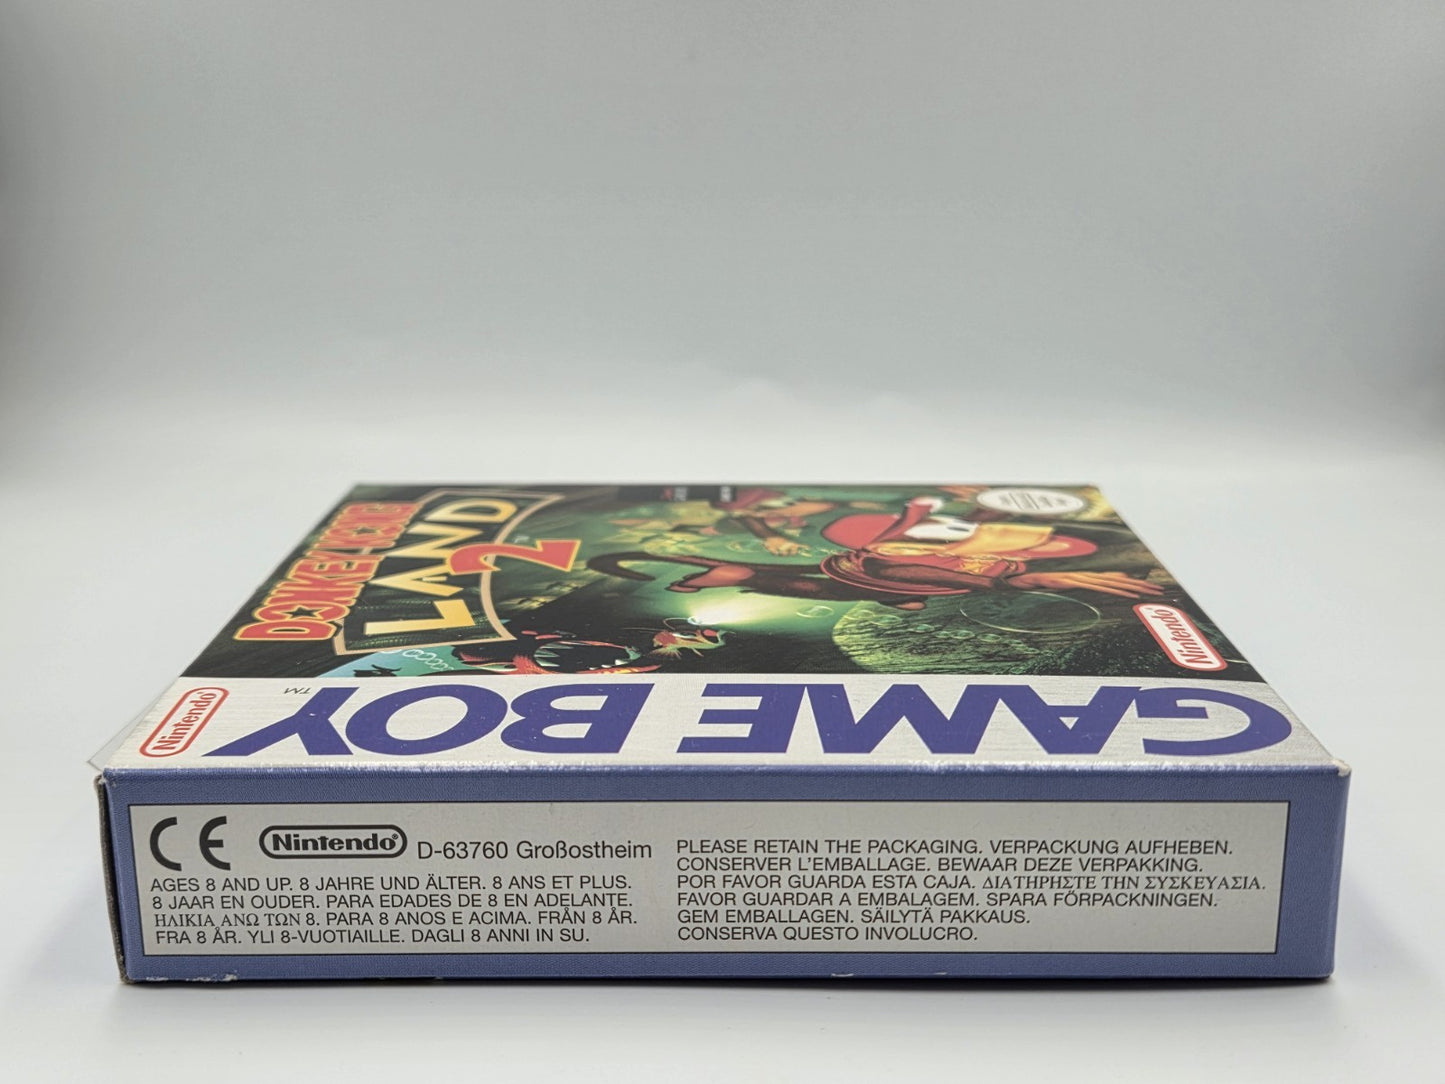 DONKEY KONG
LAND
2
Nintendo®
Nintendo®
GAME BOY™
CE
Nintendo®
D-63760 Großostheim
AGES 8 AND UP. 8 JAHRE UND ÄLTER. 8 ANS ET PLUS.
8 JAAR EN OUDER. PARA EDADES DE 8 EN ADELANTE.
ΗΛΙΚΙΑ ΑΝΩ ΤΩΝ 8. PARA 8 ANOS E ACIMA. FRÅN 8 ÅR.
FRA 8 ÅR. YLI 8-VUOTIAILLE. DAGLI 8 ANNI IN SU.
PLEASE RETAIN THE PACKAGING. VERPACKUNG AUFHEBEN.
CONSERVER L'EMBALLAGE. BEWAAR DEZE VERPAKKING.
POR FAVOR GUARDA ESTA CAJA. ΔΙΑΤΗΡΗΣΤΕ ΤΗΝ ΣΥΣΚΕΥΑΣΙΑ.
FAVOR GUARDAR A EMBALAGEM. SPARA FÖRPACKNINGEN.
GEM EMBALLAGEN. SÄILYTÄ PAKKAUS.
CONSERVA QUESTO INVOLUCRO.